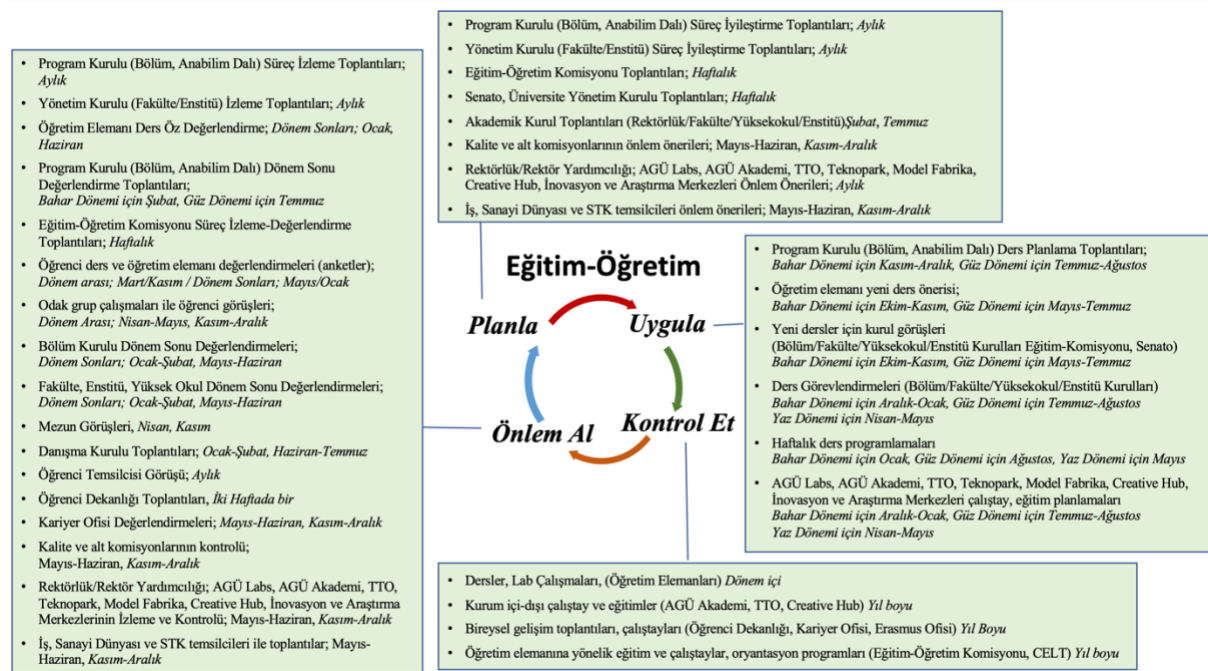 • Program Kurulu (Bölüm, Anabilim Dalı) Süreç İyileştirme Toplantıları; Aylık
• Yönetim Kurulu (Fakülte/Enstitü) Süreç İyileştirme Toplantıları; Aylık
• Eğitim-Öğretim Komisyonu Toplantıları; Haftalık
• Senato, Üniversite Yönetim Kurulu Toplantıları; Haftalık
• Akademik Kurul Toplantıları (Rektörlük/Fakülte/Yüksekokul/Enstitü)Şubat, Temmuz
• Kalite ve alt komisyonlarının önlem önerileri; Mayıs-Haziran, Kasım-Aralık
• Rektörlük/Rektör Yardımcılığı; AGÜ Labs, AGÜ Akademi, TTO, Teknopark, Model Fabrika,
Creative Hub, İnovasyon ve Araştırma Merkezleri Önlem Önerileri; Aylık
• İş, Sanayi Dünyası ve STK temsilcileri önlem önerileri; Mayıs-Haziran, Kasım-Aralık
• Program Kurulu (Bölüm, Anabilim Dalı) Süreç İzleme Toplantıları;
Aylık
• Yönetim Kurulu (Fakülte/Enstitü) İzleme Toplantıları; Aylık
• Öğretim Elemanı Ders Öz Değerlendirme; Dönem Sonları; Ocak,
Haziran
• Program Kurulu (Bölüm, Anabilim Dalı) Dönem Sonu
Değerlendirme Toplantıları;
Bahar Dönemi için Şubat, Güz Dönemi için Temmuz
• Eğitim-Öğretim Komisyonu Süreç İzleme-Değerlendirme
Toplantıları; Haftalık
• Öğrenci ders ve öğretim elemanı değerlendirmeleri (anketler);
Dönem arası; Mart/Kasım / Dönem Sonları; Mayıs/Ocak
• Odak grup çalışmaları ile öğrenci görüşleri;
Dönem Arası; Nisan-Mayıs, Kasım-Aralık
• Bölüm Kurulu Dönem Sonu Değerlendirmeleri;
Dönem Sonları; Ocak-Şubat, Mayıs-Haziran
• Fakülte, Enstitü, Yüksek Okul Dönem Sonu Değerlendirmeleri;
Dönem Sonları; Ocak-Şubat, Mayıs-Haziran
• Mezun Görüşleri, Nisan, Kasım
• Danışma Kurulu Toplantıları; Ocak-Şubat, Haziran-Temmuz
• Öğrenci Temsilcisi Görüşü; Aylık
• Öğrenci Dekanlığı Toplantıları, İki Haftada bir
• Kariyer Ofisi Değerlendirmeleri; Mayıs-Haziran, Kasım-Aralık
• Kalite ve alt komisyonlarının kontrolü;
Mayıs-Haziran, Kasım-Aralık
• Rektörlük/Rektör Yardımcılığı; AGÜ Labs, AGÜ Akademi, TTO,
Teknopark, Model Fabrika, Creative Hub, İnovasyon ve Araştırma
Merkezlerinin İzleme ve Kontrolü; Mayıs-Haziran, Kasım-Aralık
• İş, Sanayi Dünyası ve STK temsilcileri ile toplantılar; Mayıs-
Haziran, Kasım-Aralık
Eğitim-Öğretim
Planla
Uygula
Önlem Al
Kontrol Et
• Program Kurulu (Bölüm, Anabilim Dalı) Ders Planlama Toplantıları;
Bahar Dönemi için Kasım-Aralık, Güz Dönemi için Temmuz-Ağustos
• Öğretim elemanı yeni ders önerisi;
Bahar Dönemi için Ekim-Kasım, Güz Dönemi için Mayıs-Temmuz
• Yeni dersler için kurul görüşleri
(Bölüm/Fakülte/Yüksekokul/Enstitü Kurulları Eğitim-Komisyonu, Senato)
Bahar Dönemi için Ekim-Kasım, Güz Dönemi için Mayıs-Temmuz
• Ders Görevlendirmeleri (Bölüm/Fakülte/Yüksekokul/Enstitü Kurulları)
Bahar Dönemi için Aralık-Ocak, Güz Dönemi için Temmuz-Ağustos
Yaz Dönemi için Nisan-Mayıs
• Haftalık ders programlamaları
Bahar Dönemi için Ocak, Güz Dönemi için Ağustos, Yaz Dönemi için Mayıs
• AGÜ Labs, AGÜ Akademi, TTO, Teknopark, Model Fabrika, Creative Hub,
İnovasyon ve Araştırma Merkezleri çalıştay, eğitim planlamaları
Bahar Dönemi için Aralık-Ocak, Güz Dönemi için Temmuz-Ağustos
Yaz Dönemi için Nisan-Mayıs
• Dersler, Lab Çalışmaları, (Öğretim Elemanları) Dönem içi
• Kurum içi-dışı çalıştay ve eğitimler (AGÜ Akademi, TTO, Creative Hub) Yıl boyu
• Bireysel gelişim toplantıları, çalıştayları (Öğrenci Dekanlığı, Kariyer Ofisi, Erasmus Ofisi) Yıl Boyu
• Öğretim elemanına yönelik eğitim ve çalıştaylar, oryantasyon programları (Eğitim-Öğretim Komisyonu, CELT) Yıl boyu